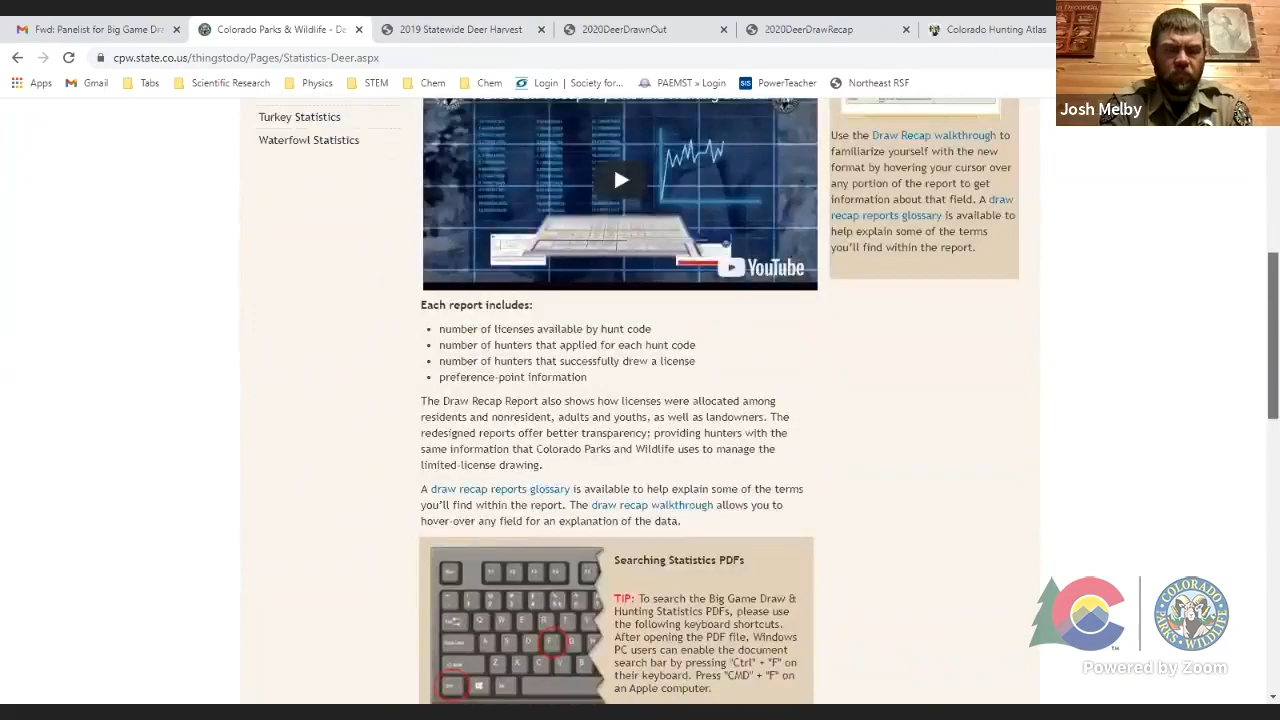 Fwd: Panelist for Big Game Dra
Colorado Parks & Wildlife - De
2019 Statewide Deer Harvest
2020DeerDrawOut
2020DeerDrawRecap
Colorado Hunting Atlas
cpw.state.co.us/thingstodo/Pages/Statistics-Deer.aspx
Apps
Gmail
Tabs
Scientific Research
Physics
STEM
Chem
Chem
Login | Society for...
PAEMST » Login
SIS
PowerTeacher
Northeast RSF
Josh Melby
Turkey Statistics
Waterfowl Statistics
YouTube
Use the Draw Recap walkthrough to
familiarize yourself with the new
format by hovering your cursor over
any portion of the report to get
information about that field. A draw
recap reports glossary is available to
help explain some of the terms
you'll find within the report.
Each report includes:
number of licenses available by hunt code
number of hunters that applied for each hunt code
number of hunters that successfully drew a license
preference-point information
The Draw Recap Report also shows how licenses were allocated among
residents and nonresident, adults and youths, as well as landowners. The
redesigned reports offer better transparency; providing hunters with the
same information that Colorado Parks and Wildlife uses to manage the
limited-license drawing.
A draw recap reports glossary is available to help explain some of the terms
you'll find within the report. The draw recap walkthrough allows you to
hover-over any field for an explanation of the data.
Searching Statistics PDFs
TIP: To search the Big Game Draw &
Hunting Statistics PDFs, please use
the following keyboard shortcuts.
After opening the PDF file, Windows
PC users can enable the document
search bar by pressing "Ctrl" + "F" on
their keyboard. Press "CMD" + "F" on
an Apple computer.
COLORADO
PARKS &
WILDLIFE
TM
Powered by Zoom